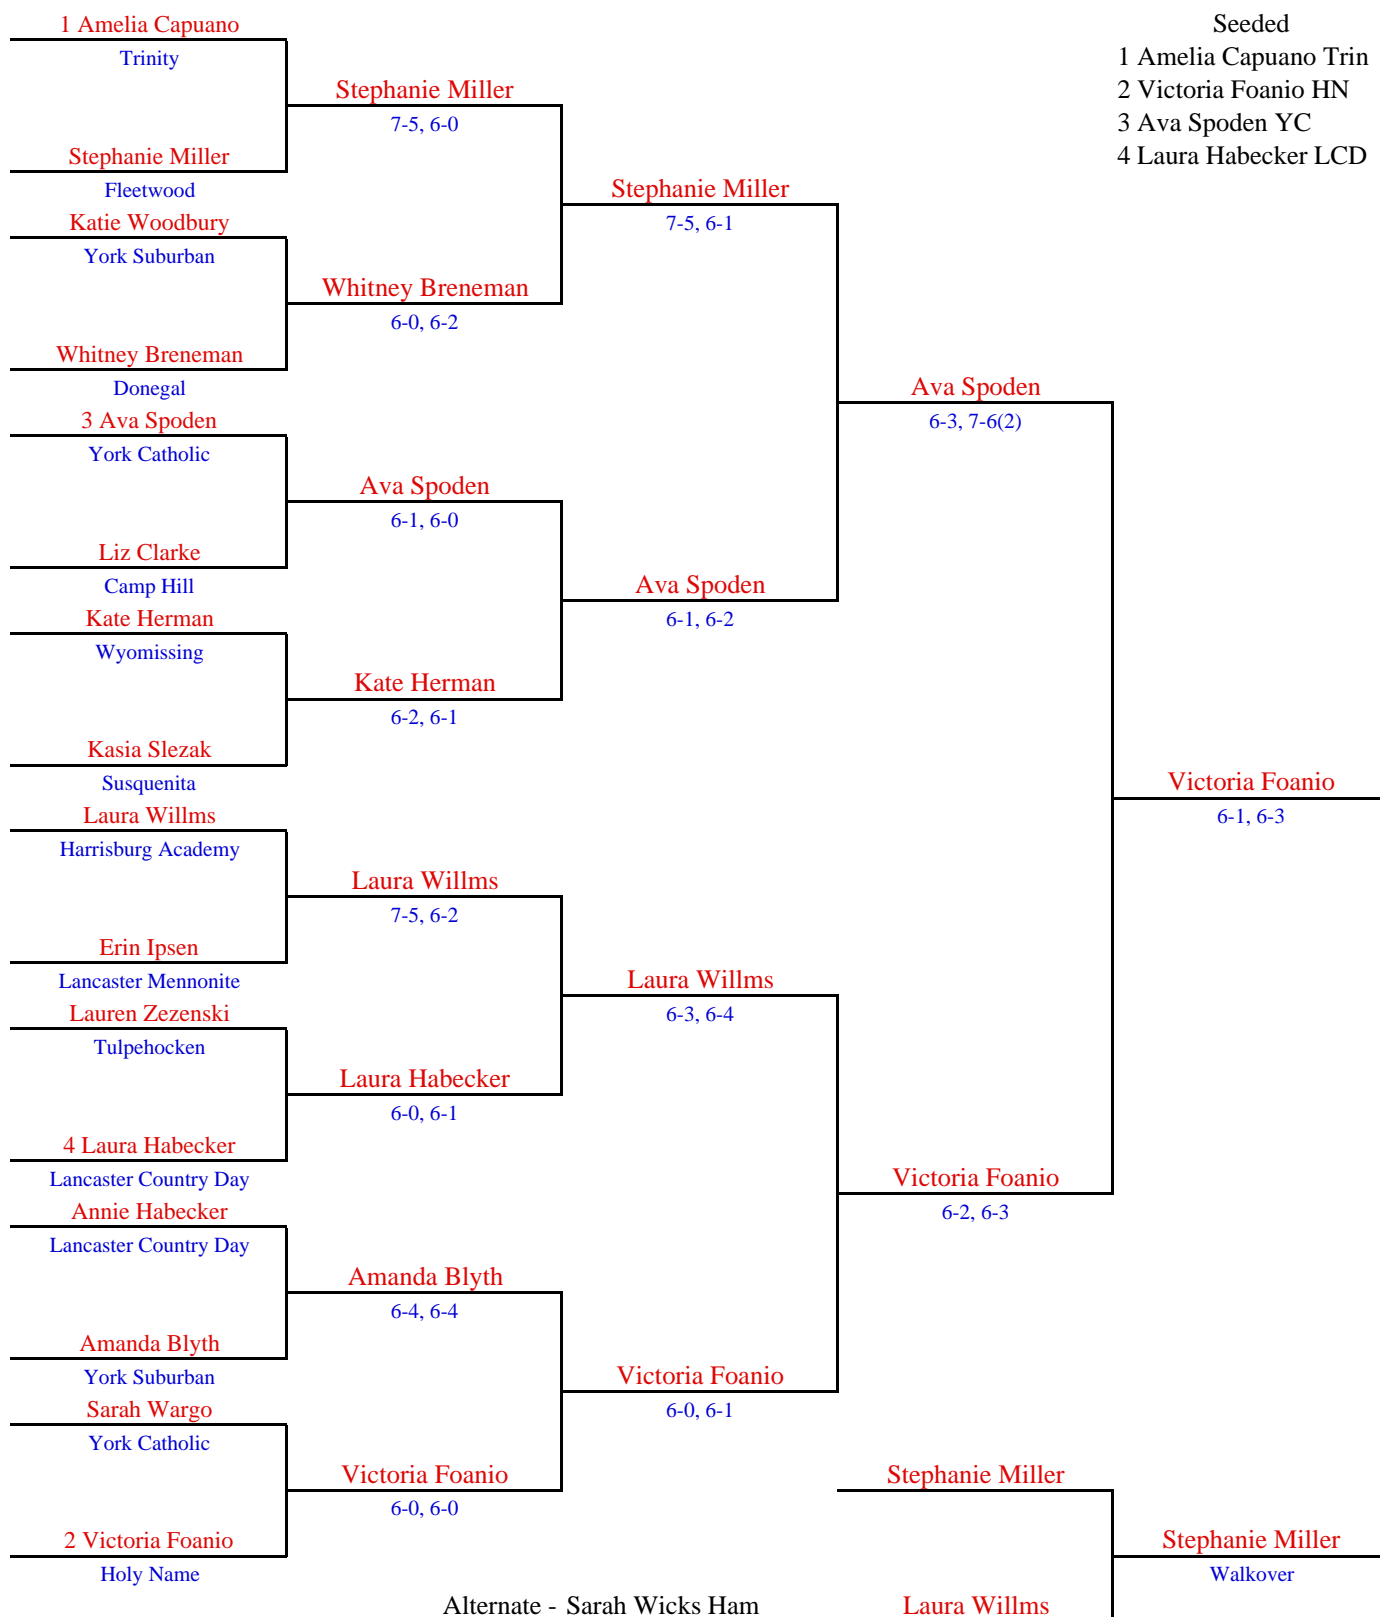 1 Amelia Capuano
Trinity
Stephanie Miller
7-5, 6-0
Stephanie Miller
Fleetwood
Stephanie Miller
7-5, 6-1
Katie Woodbury
York Suburban
Whitney Breneman
6-0, 6-2
Whitney Breneman
Donegal
Ava Spoden
6-3, 7-6(2)
3 Ava Spoden
York Catholic
Ava Spoden
6-1, 6-0
Liz Clarke
Camp Hill
Ava Spoden
6-1, 6-2
Kate Herman
Wyomissing
Kate Herman
6-2, 6-1
Kasia Slezak
Susquenita
Victoria Foanio
6-1, 6-3
Laura Willms
Harrisburg Academy
Laura Willms
7-5, 6-2
Erin Ipsen
Lancaster Mennonite
Laura Willms
6-3, 6-4
Lauren Zezenski
Tulpehocken
Laura Habecker
6-0, 6-1
4 Laura Habecker
Lancaster Country Day
Victoria Foanio
6-2, 6-3
Annie Habecker
Lancaster Country Day
Amanda Blyth
6-4, 6-4
Amanda Blyth
York Suburban
Victoria Foanio
6-0, 6-1
Sarah Wargo
York Catholic
Victoria Foanio
6-0, 6-0
2 Victoria Foanio
Holy Name
Seeded
1 Amelia Capuano Trin
2 Victoria Foanio HN
3 Ava Spoden YC
4 Laura Habecker LCD
Stephanie Miller
Stephanie Miller
Walkover
Laura Willms
Alternate - Sarah Wicks Ham